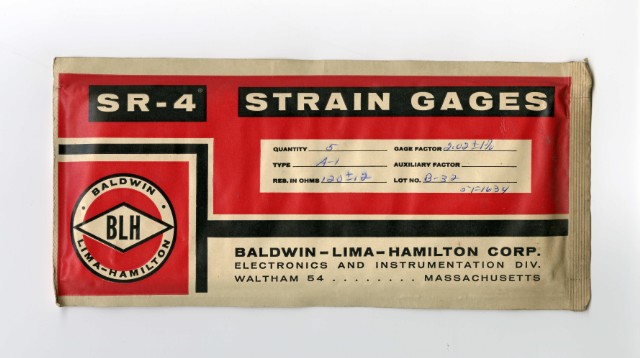 SR-4 STRAIN GAGES
QUANTITY 5 GAGE FACTOR 2.02 ± 1%
TYPE A-1 AUXILIARY FACTOR
RES. IN OHMS 120 ± .2 LOT NO. B-32
BALDWIN
BLH
LIMA-HAMILTON
BALDWIN-LIMA-HAMILTON CORP.
ELECTRONICS AND INSTRUMENTATION DIV.
WALTHAM 54 ........ MASSACHUSETTS